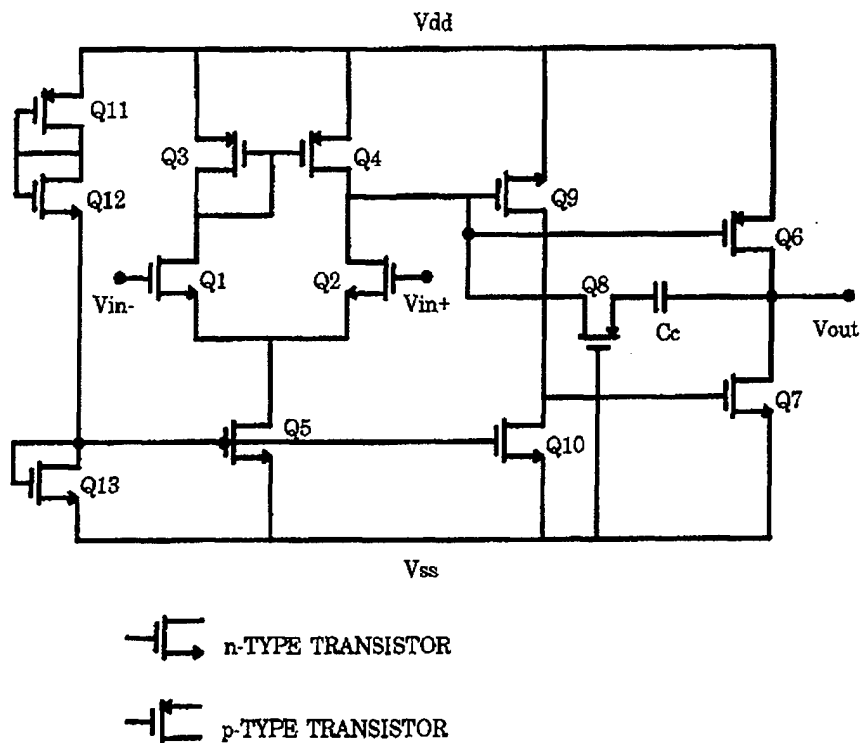 Vdd
Q11
Q3
Q4
Q12
Q9
Q6
Q1
Q2
Vin-
Vin+
Q8
Cc
Vout
Q5
Q10
Q7
Q13
Vss
n-TYPE TRANSISTOR
p-TYPE TRANSISTOR